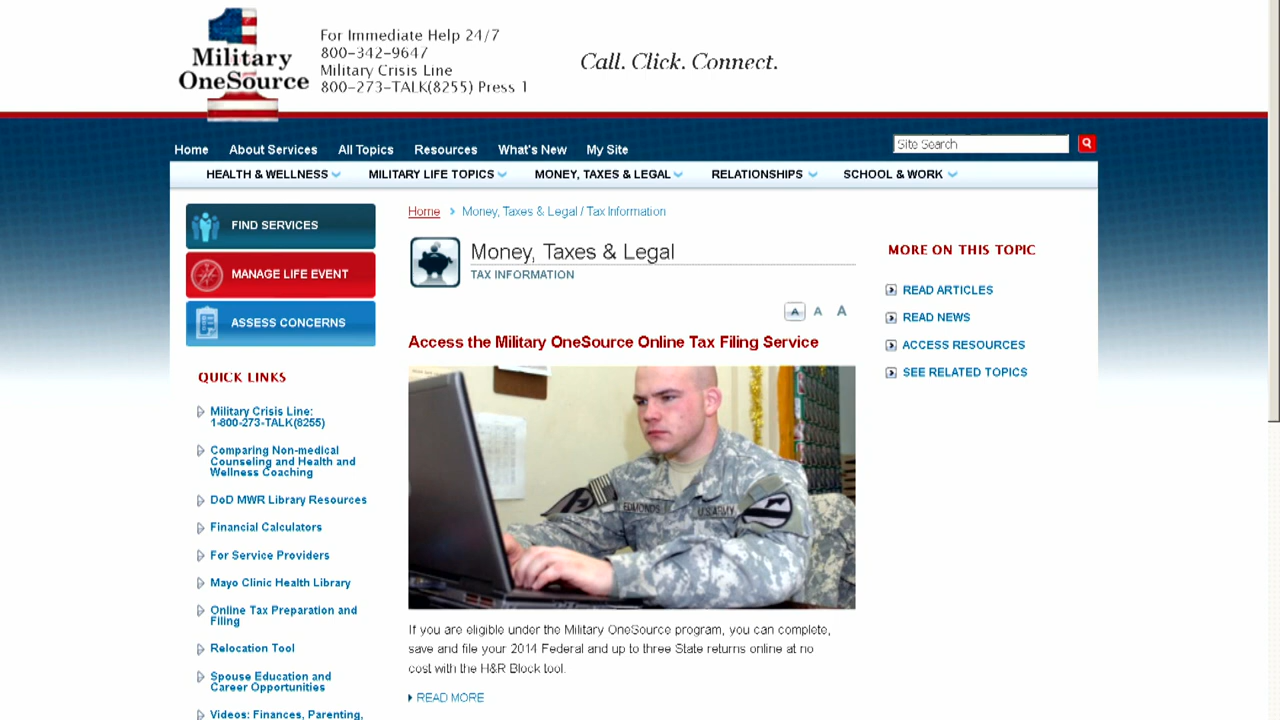 Military
OneSource
For Immediate Help 24/7
800-342-9647
Military Crisis Line
800-273-TALK(8255) Press 1
Call. Click. Connect.
Home
About Services
All Topics
Resources
What's New
My Site
Site Search
HEALTH & WELLNESS
MILITARY LIFE TOPICS
MONEY, TAXES & LEGAL
RELATIONSHIPS
SCHOOL & WORK
FIND SERVICES
MANAGE LIFE EVENT
ASSESS CONCERNS
QUICK LINKS
Military Crisis Line:
1-800-273-TALK(8255)
Comparing Non-medical
Counseling and Health and
Wellness Coaching
DoD MWR Library Resources
Financial Calculators
For Service Providers
Mayo Clinic Health Library
Online Tax Preparation and
Filing
Relocation Tool
Spouse Education and
Career Opportunities
Videos: Finances, Parenting,
Home > Money, Taxes & Legal / Tax Information
Money, Taxes & Legal
TAX INFORMATION
A A A
Access the Military OneSource Online Tax Filing Service
EDMONDS
U.S. ARMY
If you are eligible under the Military OneSource program, you can complete,
save and file your 2014 Federal and up to three State returns online at no
cost with the H&R Block tool.
READ MORE
MORE ON THIS TOPIC
READ ARTICLES
READ NEWS
ACCESS RESOURCES
SEE RELATED TOPICS